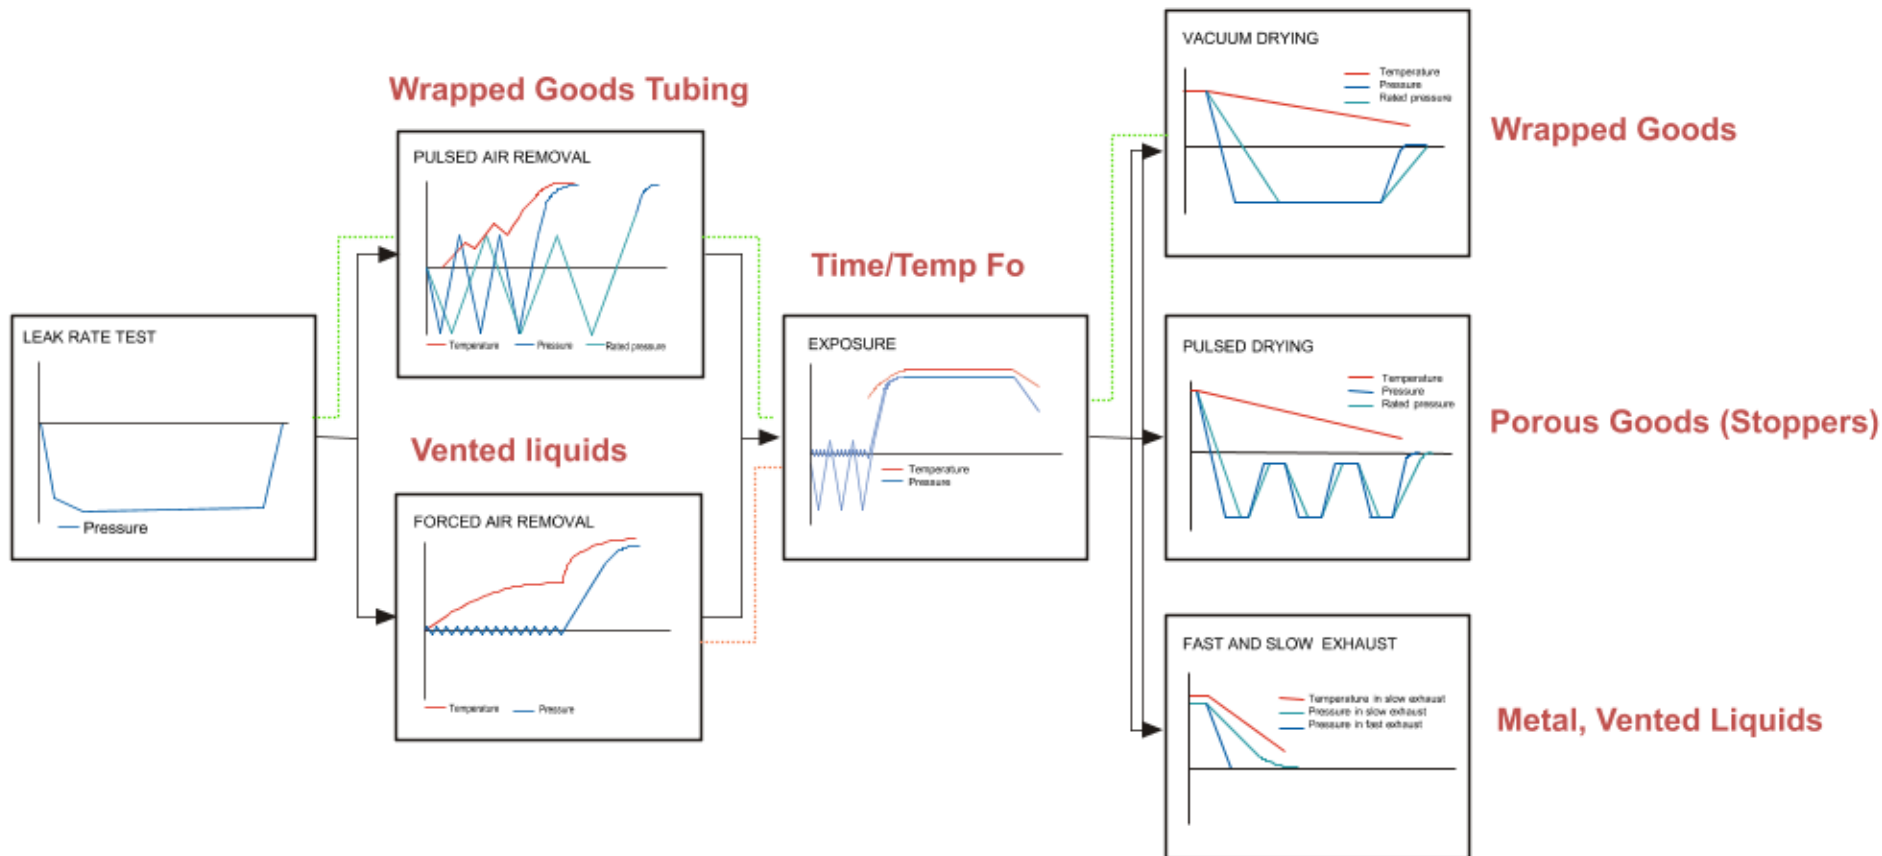 LEAK RATE TEST
Pressure
Wrapped Goods Tubing
PULSED AIR REMOVAL
Temperature
Pressure
Rated pressure
Vented liquids
FORCED AIR REMOVAL
Temperature
Pressure
Time/Temp Fo
EXPOSURE
Temperature
Pressure
VACUUM DRYING
Temperature
Pressure
Rated pressure
Wrapped Goods
PULSED DRYING
Temperature
Pressure
Rated pressure
Porous Goods (Stoppers)
FAST AND SLOW EXHAUST
Temperature in slow exhaust
Pressure in slow exhaust
Pressure in fast exhaust
Metal, Vented Liquids